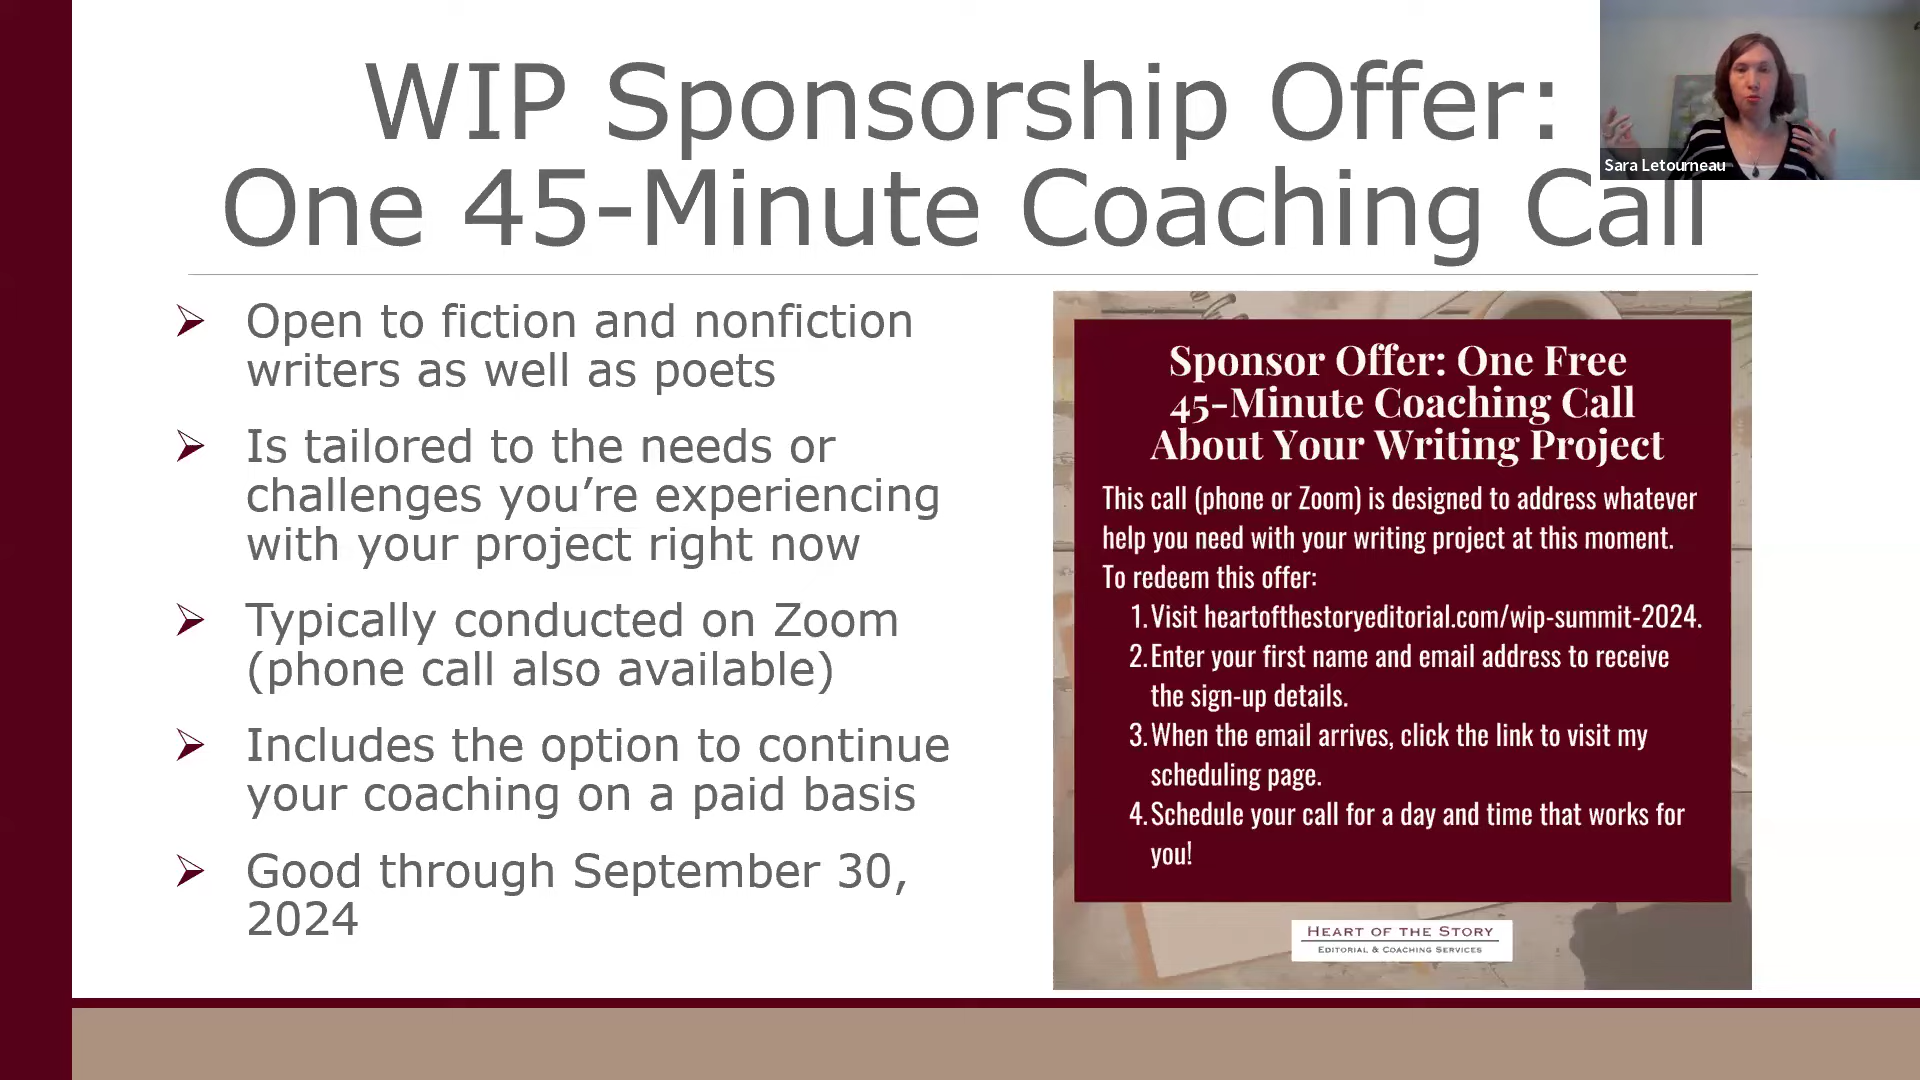 WIP Sponsorship Offer:
One 45-Minute Coaching Call
Sara Letourneau
Open to fiction and nonfiction
writers as well as poets
Is tailored to the needs or
challenges you’re experiencing
with your project right now
Typically conducted on Zoom
(phone call also available)
Includes the option to continue
your coaching on a paid basis
Good through September 30,
2024
Sponsor Offer: One Free
45-Minute Coaching Call
About Your Writing Project
This call (phone or Zoom) is designed to address whatever
help you need with your writing project at this moment.
To redeem this offer:
1. Visit heartofthestoryeditorial.com/wip-summit-2024.
2. Enter your first name and email address to receive
the sign-up details.
3. When the email arrives, click the link to visit my
scheduling page.
4. Schedule your call for a day and time that works for
you!
HEART OF THE STORY
EDITORIAL & COACHING SERVICES